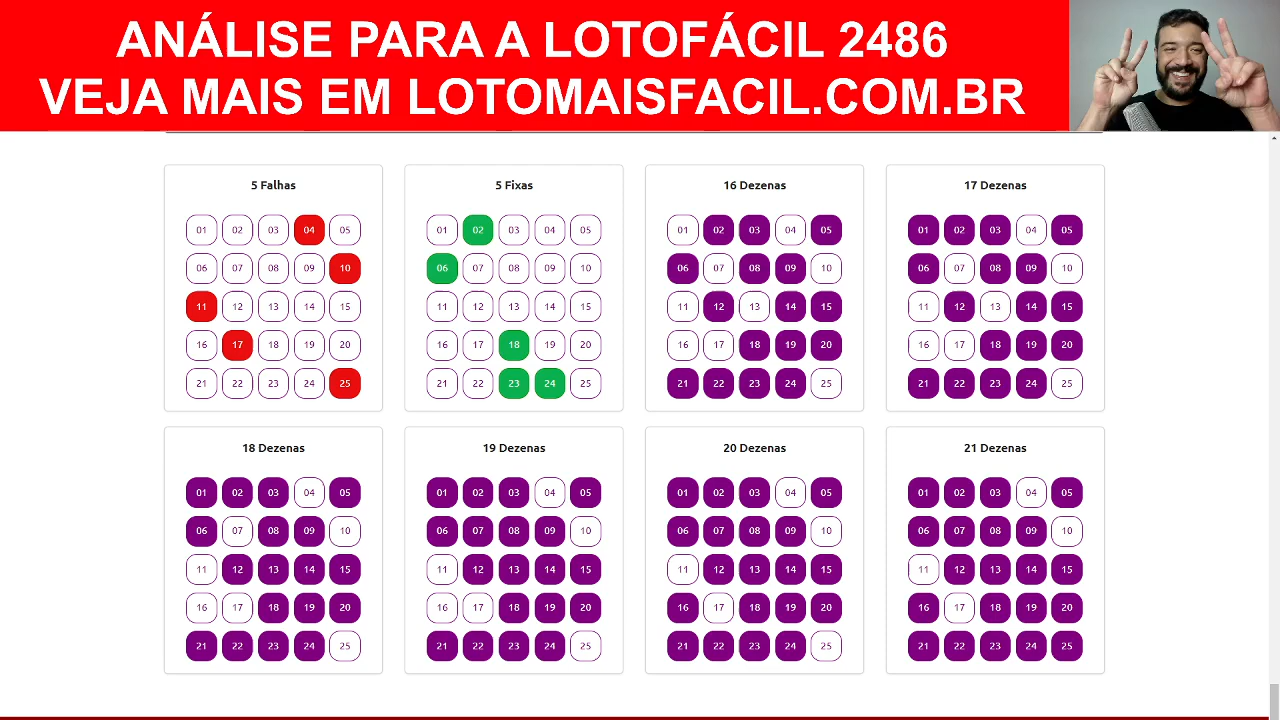 ANÁLISE PARA A LOTOFÁCIL 2486
VEJA MAIS EM LOTOMAISFACIL.COM.BR
5 Falhas
01 02 03 04 05
06 07 08 09 10
11 12 13 14 15
16 17 18 19 20
21 22 23 24 25
5 Fixas
01 02 03 04 05
06 07 08 09 10
11 12 13 14 15
16 17 18 19 20
21 22 23 24 25
16 Dezenas
01 02 03 04 05
06 07 08 09 10
11 12 13 14 15
16 17 18 19 20
21 22 23 24 25
17 Dezenas
01 02 03 04 05
06 07 08 09 10
11 12 13 14 15
16 17 18 19 20
21 22 23 24 25
18 Dezenas
01 02 03 04 05
06 07 08 09 10
11 12 13 14 15
16 17 18 19 20
21 22 23 24 25
19 Dezenas
01 02 03 04 05
06 07 08 09 10
11 12 13 14 15
16 17 18 19 20
21 22 23 24 25
20 Dezenas
01 02 03 04 05
06 07 08 09 10
11 12 13 14 15
16 17 18 19 20
21 22 23 24 25
21 Dezenas
01 02 03 04 05
06 07 08 09 10
11 12 13 14 15
16 17 18 19 20
21 22 23 24 25